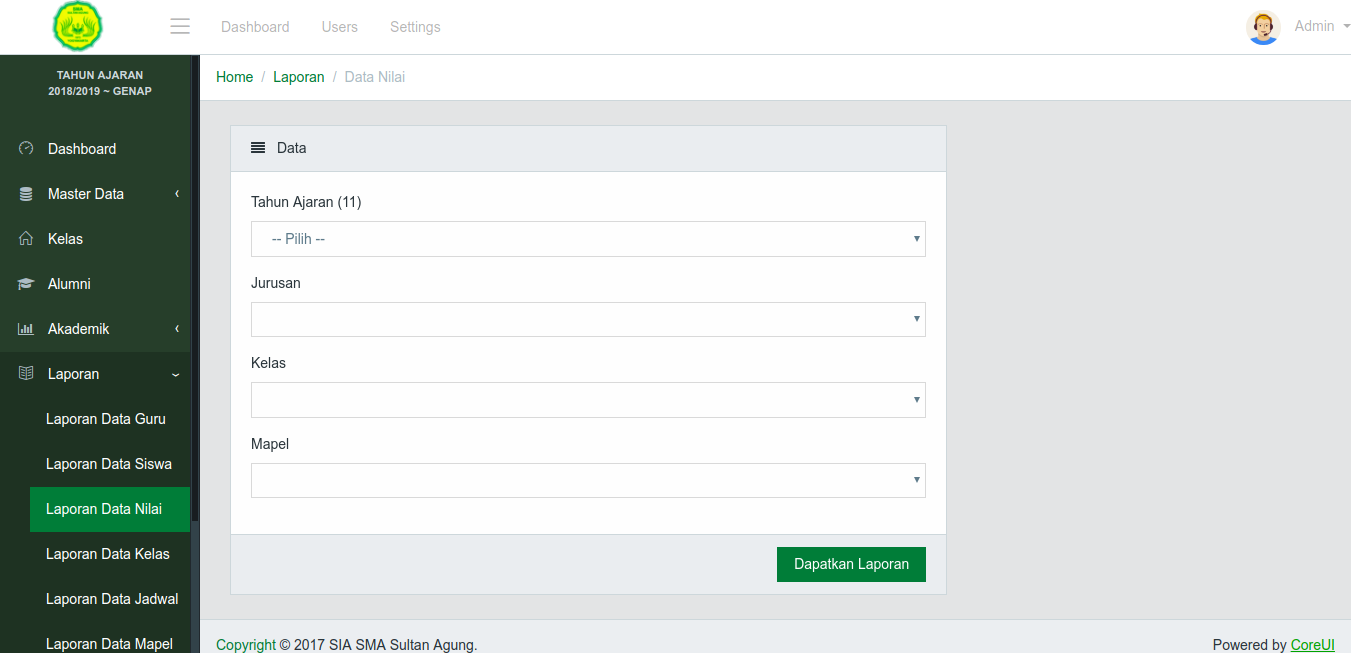 Dashboard Users Settings Admin
TAHUN AJARAN
2018/2019 ~ GENAP
Dashboard
Master Data
Kelas
Alumni
Akademik
Laporan
Laporan Data Guru
Laporan Data Siswa
Laporan Data Nilai
Laporan Data Kelas
Laporan Data Jadwal
Laporan Data Mapel
Home / Laporan / Data Nilai
Data
Tahun Ajaran (11)
-- Pilih --
Jurusan
Kelas
Mapel
Dapatkan Laporan
Copyright © 2017 SIA SMA Sultan Agung.
Powered by CoreUI